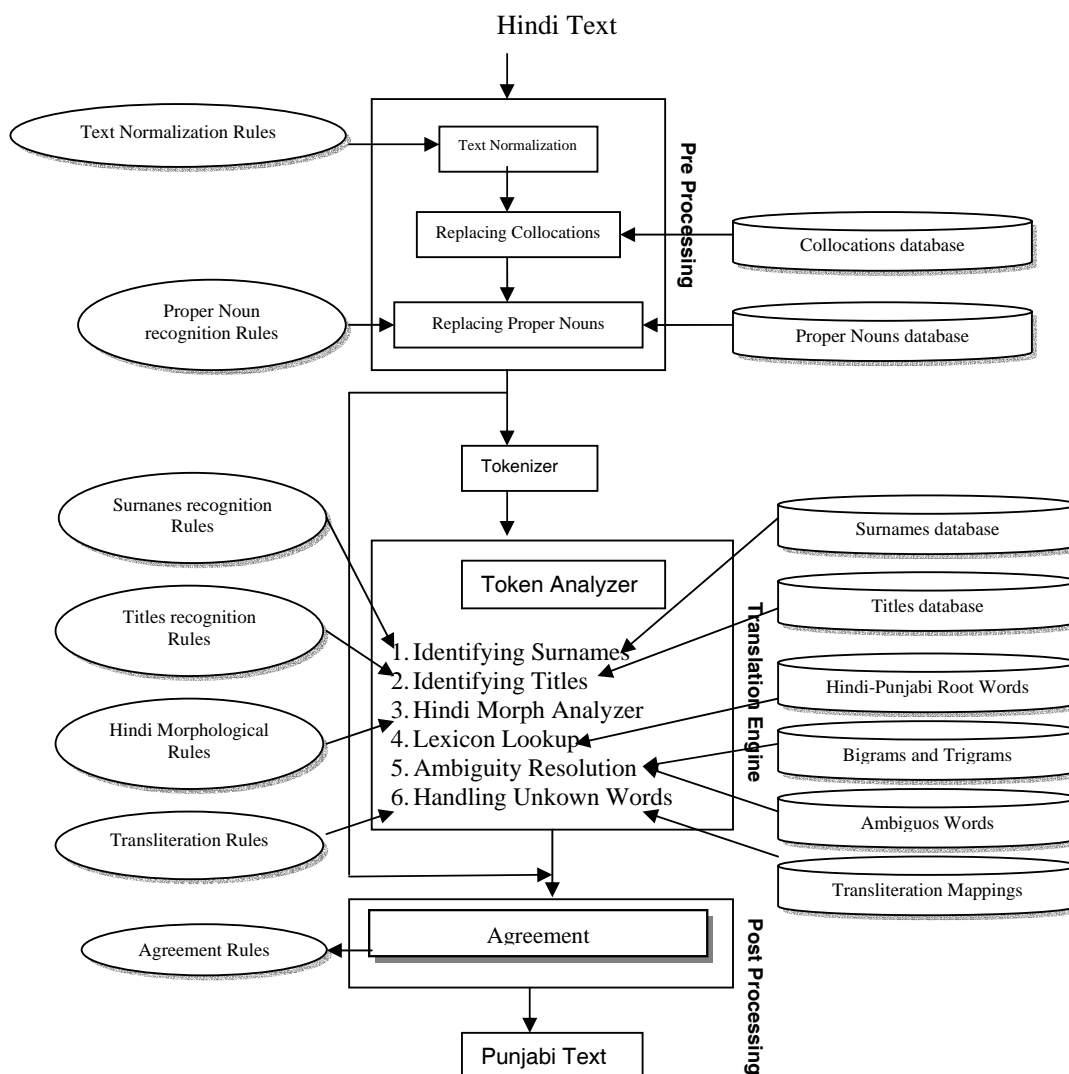 Hindi Text
Text Normalization Rules
Text Normalization
Pre Processing
Replacing Collocations
Collocations database
Proper Noun
recognition Rules
Replacing Proper Nouns
Proper Nouns database
Tokenizer
Surnanes recognition
Rules
Surnames database
Token Analyzer
Titles recognition
Rules
Titles database
Translation Engine
1. Identifying Surnames
2. Identifying Titles
3. Hindi Morph Analyzer
4. Lexicon Lookup
5. Ambiguity Resolution
6. Handling Unkown Words
Hindi-Punjabi Root Words
Hindi Morphological
Rules
Bigrams and Trigrams
Ambiguos Words
Transliteration Rules
Transliteration Mappings
Agreement
Agreement Rules
Post Processing
Punjabi Text